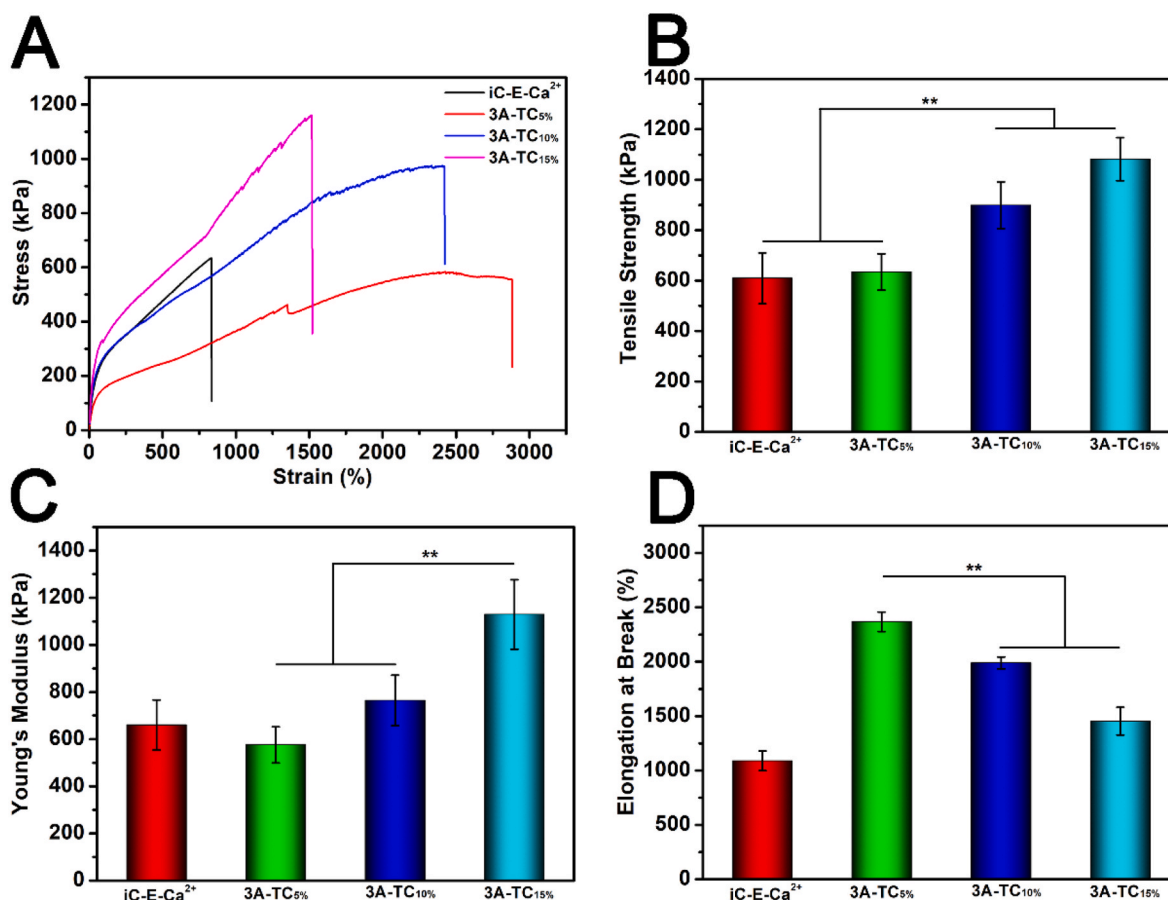 A
Stress (kPa)
1200
1000
800
600
400
200
0
iC-E-Ca²⁺
3A-TC5%
3A-TC10%
3A-TC15%
0 500 1000 1500 2000 2500 3000
Strain (%)
B
Tensile Strength (kPa)
1400
1200
1000
800
600
400
200
0
**
iC-E-Ca²⁺ 3A-TC5% 3A-TC10% 3A-TC15%
C
Young's Modulus (kPa)
1400
1200
1000
800
600
400
200
0
**
iC-E-Ca²⁺ 3A-TC5% 3A-TC10% 3A-TC15%
D
Elongation at Break (%)
3000
2500
2000
1500
1000
500
0
**
iC-E-Ca²⁺ 3A-TC5% 3A-TC10% 3A-TC15%